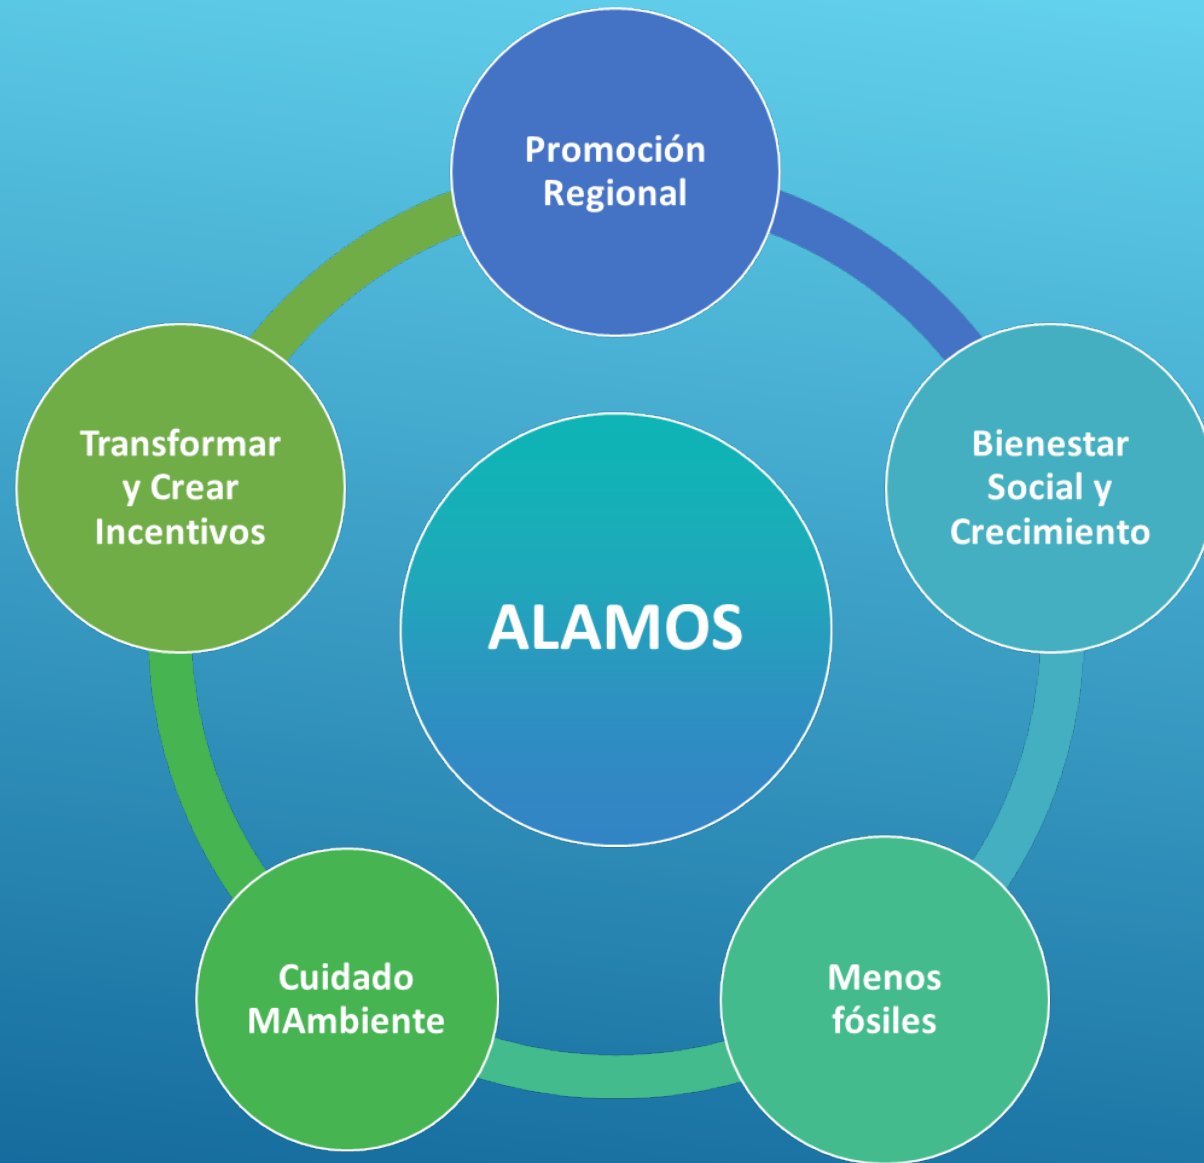 Promoción
Regional
Transformar
y Crear
Incentivos
Bienestar
Social y
Crecimiento
ALAMOS
Cuidado
MAmbiente
Menos
fósiles